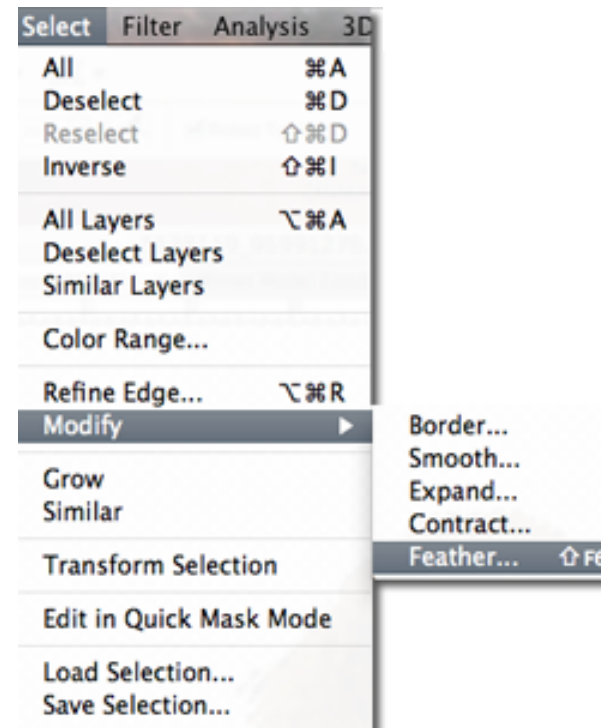 Select Filter Analysis 3D
All ⌘A
Deselect ⌘D
Reselect ⇧⌘D
Inverse ⇧⌘I
All Layers ⌥⌘A
Deselect Layers
Similar Layers
Color Range...
Refine Edge... ⌥⌘R
Modify ▶
Border...
Smooth...
Expand...
Contract...
Feather... ⇧F6
Grow
Similar
Transform Selection
Edit in Quick Mask Mode
Load Selection...
Save Selection...